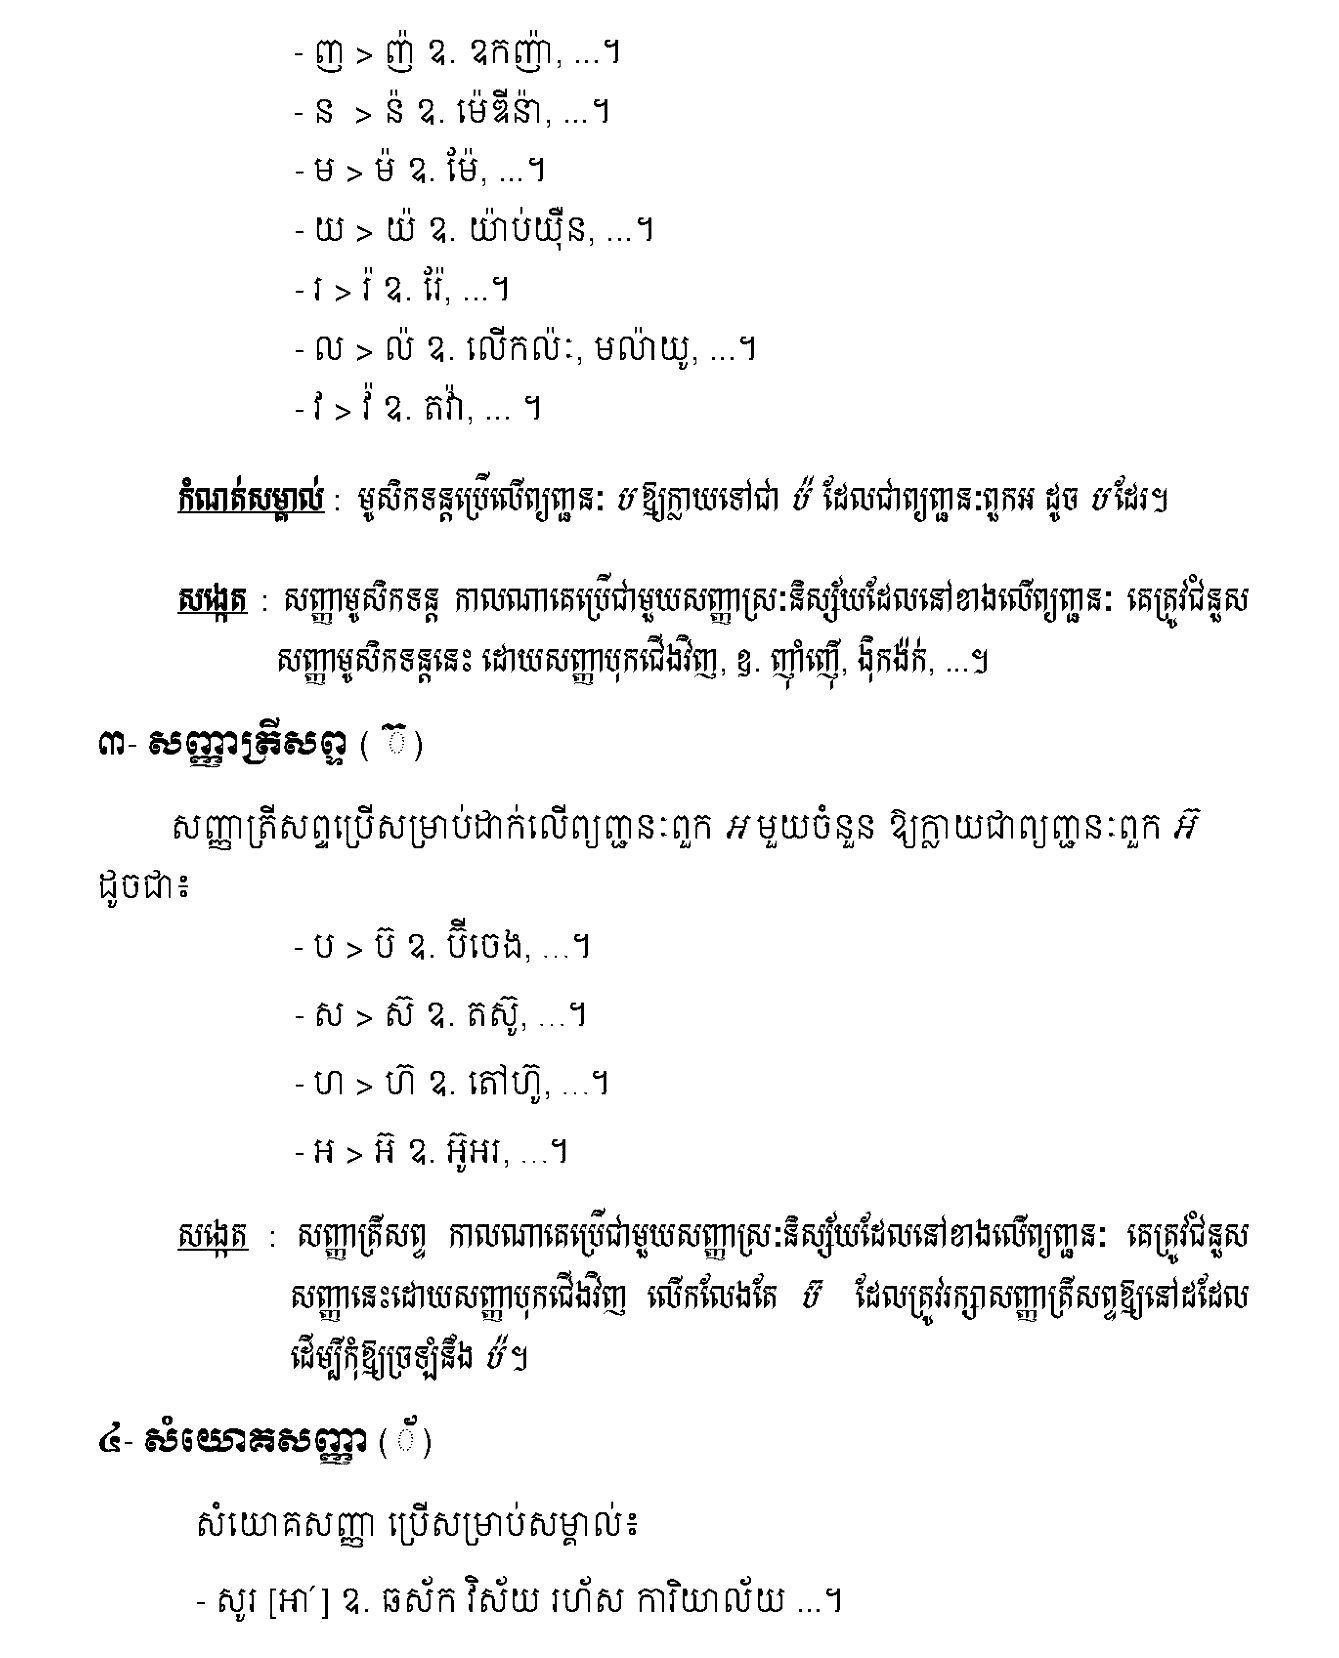 - ញ > ញ៉ ឧ. ឧកញ៉ា, ...។
- ន > ន៉ ឧ. ម៉េឌីន៉ា, ...។
- ម > ម៉ ឧ. ម៉ែ, ...។
- យ > យ៉ ឧ. យ៉ាប់យ៉ឺន, ...។
- រ > រ៉ ឧ. រ៉ែ, ...។
- ល > ល៉ ឧ. លើកល៉ៈ, មល៉ាយូ, ...។
- វ > វ៉ ឧ. តវ៉ា, ... ។
កំណត់សម្គាល់ : មូសិកទន្តប្រើលើព្យញ្ជនៈ ប ឱ្យក្លាយទៅជា ប៉ ដែលជាព្យញ្ជនៈពួកអ ដូច ប ដែរ។
សង្កេត : សញ្ញាមូសិកទន្ត កាលណាគេប្រើជាមួយសញ្ញាស្រៈនិស្ស័យដែលនៅខាងលើព្យញ្ជនៈ គេត្រូវជំនួស
សញ្ញាមូសិកទន្តនេះ ដោយសញ្ញាបុកជើងវិញ, ឧ. ញ៉ាំញ៉ើ, ង៉ិកង៉ក់, ...។
៣- សញ្ញាត្រីសព្ទ ( ◌៊ )
សញ្ញាត្រីសព្ទប្រើសម្រាប់ដាក់លើព្យញ្ជនៈពួក អ មួយចំនួន ឱ្យក្លាយជាព្យញ្ជនៈពួក អ៊
ដូចជា៖
- ប > ប៊ ឧ. ប៊ីចេង, ...។
- ស > ស៊ ឧ. តស៊ូ, ...។
- ហ > ហ៊ ឧ. តៅហ៊ូ, ...។
- អ > អ៊ ឧ. អ៊ូអរ, ...។
សង្កេត : សញ្ញាត្រីសព្ទ កាលណាគេប្រើជាមួយសញ្ញាស្រៈនិស្ស័យដែលនៅខាងលើព្យញ្ជនៈ គេត្រូវជំនួស
សញ្ញានេះដោយសញ្ញាបុកជើងវិញ លើកលែងតែ ប៊ ដែលត្រូវរក្សាសញ្ញាត្រីសព្ទឱ្យនៅដដែល
ដើម្បីកុំឱ្យច្រឡំនឹង ប៉ ។
៤- សំយោគសញ្ញា ( ◌័ )
សំយោគសញ្ញា ប្រើសម្រាប់សម្គាល់៖
- សូរ [អា´] ឧ. ឆស័ក វិស័យ រហ័ស ការិយាល័យ ...។